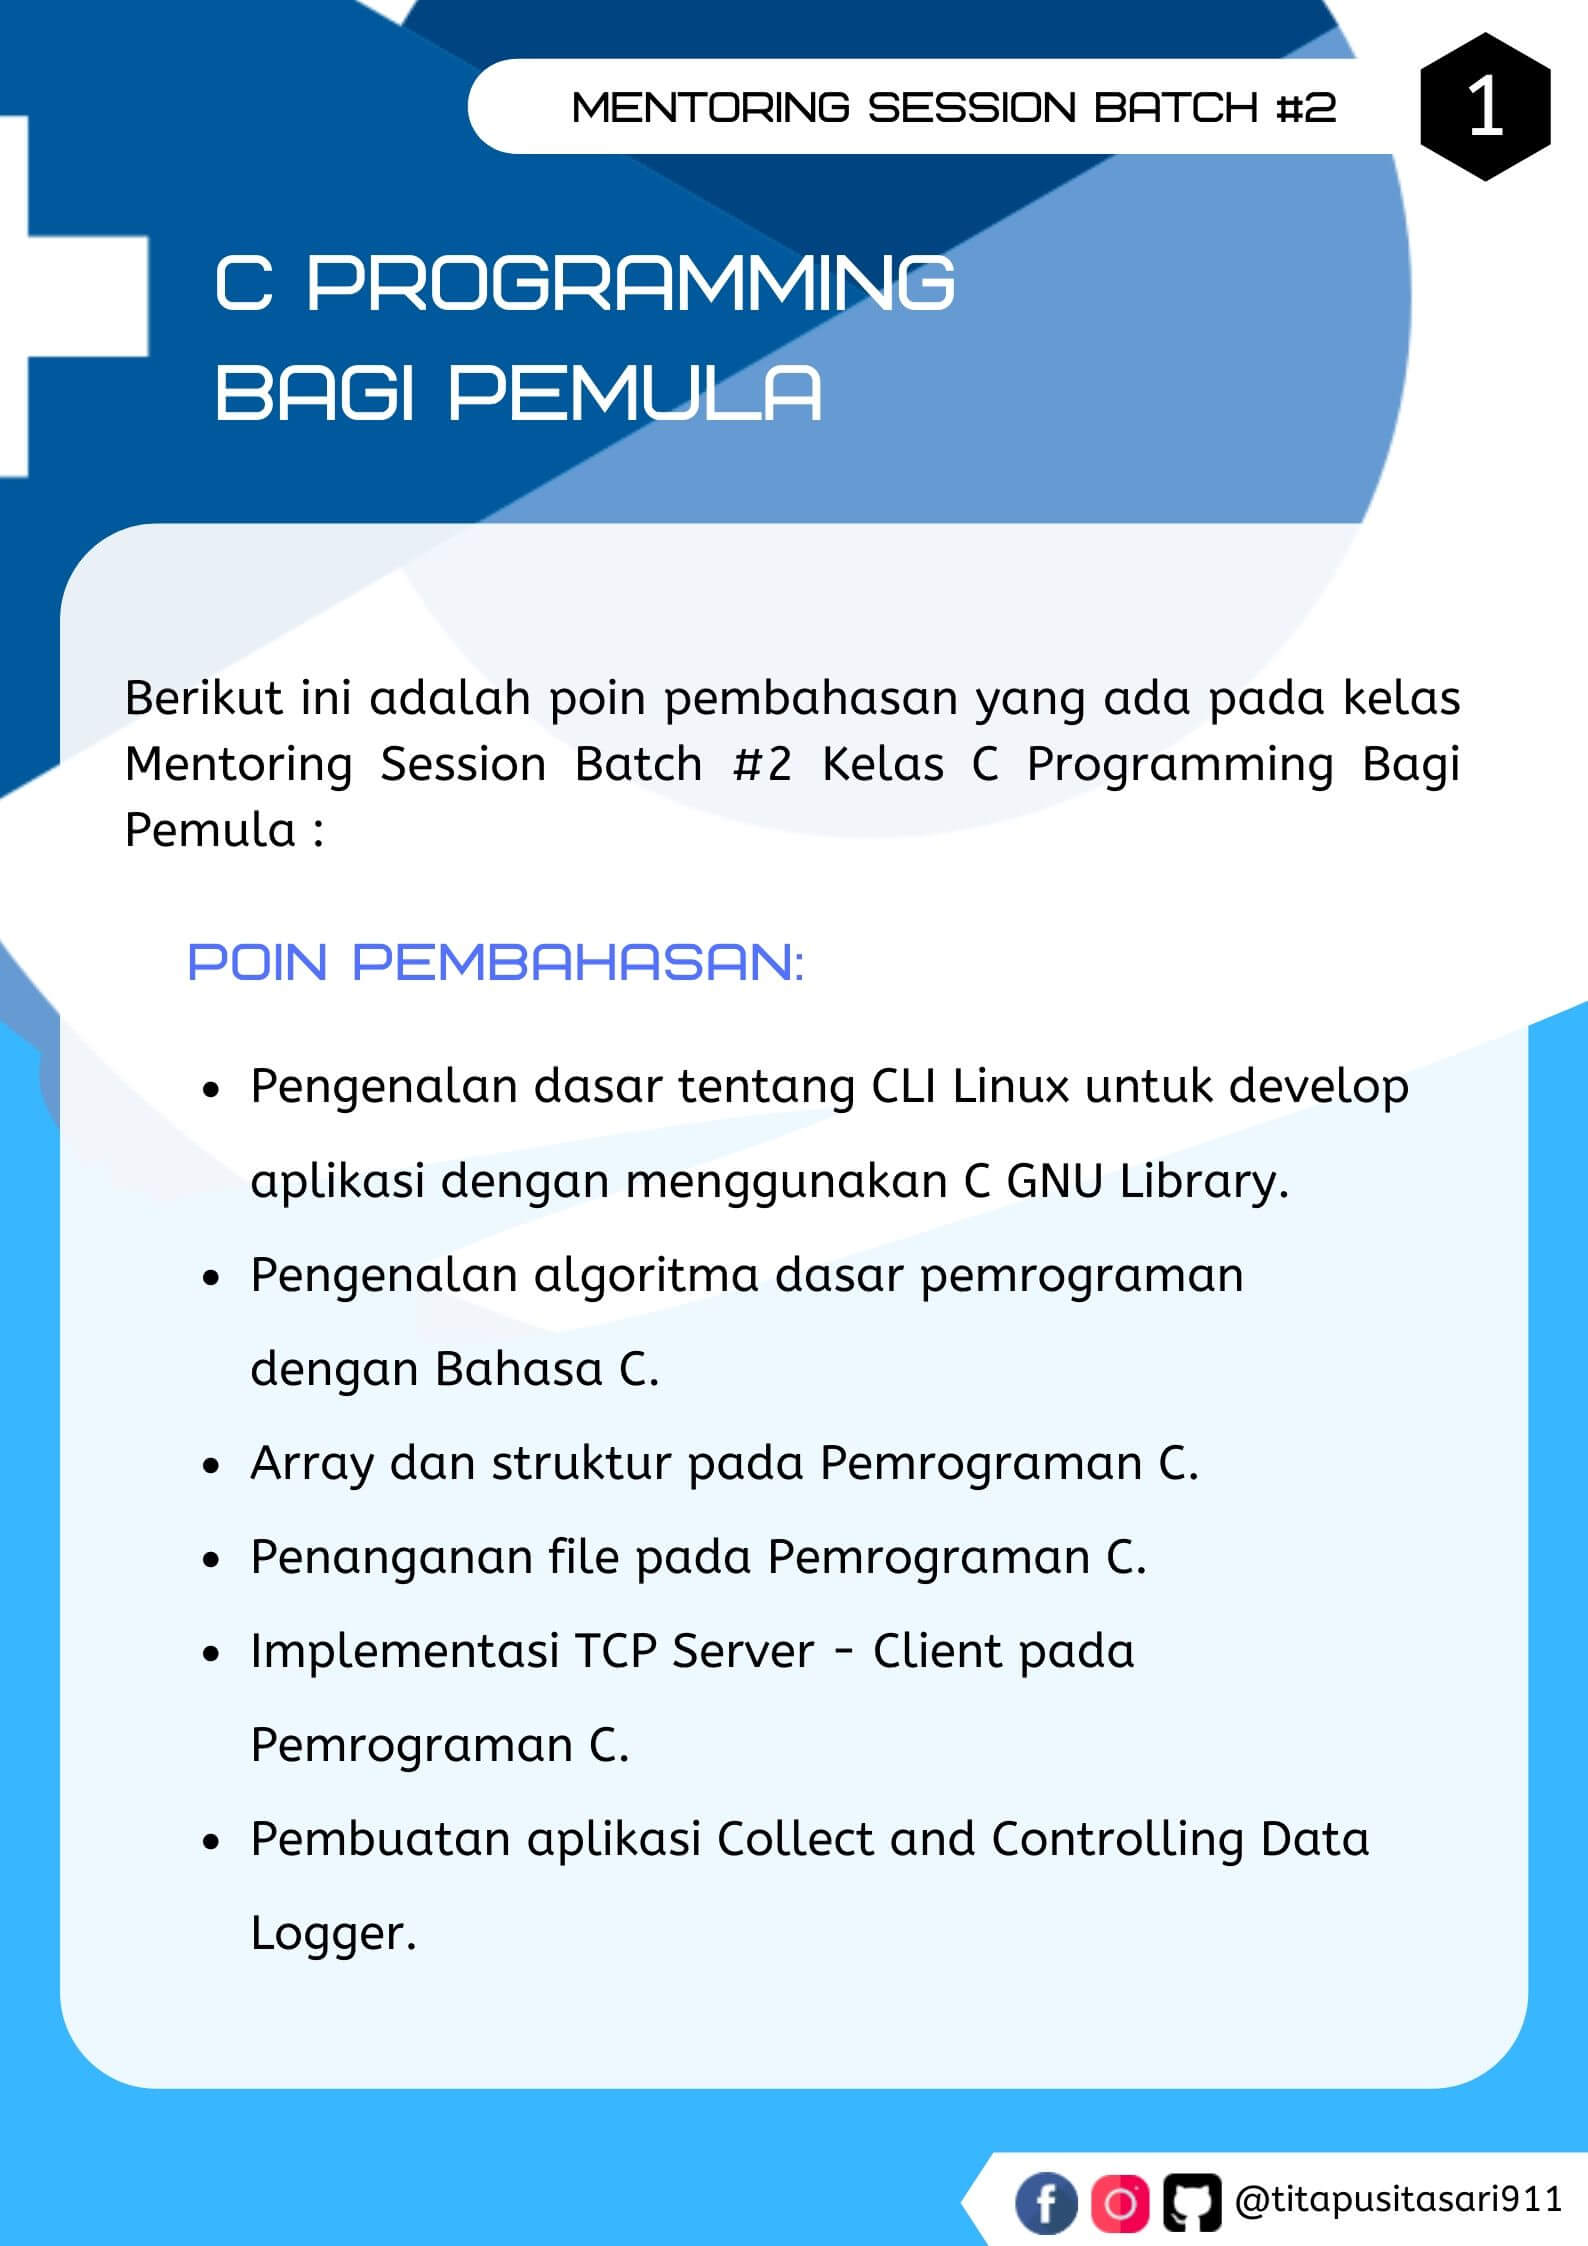 MENTORING SESSION BATCH #2
1
C PROGRAMMING
BAGI PEMULA
Berikut ini adalah poin pembahasan yang ada pada kelas
Mentoring Session Batch #2 Kelas C Programming Bagi
Pemula :
POIN PEMBAHASAN:
• Pengenalan dasar tentang CLI Linux untuk develop
aplikasi dengan menggunakan C GNU Library.
• Pengenalan algoritma dasar pemrograman
dengan Bahasa C.
• Array dan struktur pada Pemrograman C.
• Penanganan file pada Pemrograman C.
• Implementasi TCP Server - Client pada
Pemrograman C.
• Pembuatan aplikasi Collect and Controlling Data
Logger.
@titapusitasari911